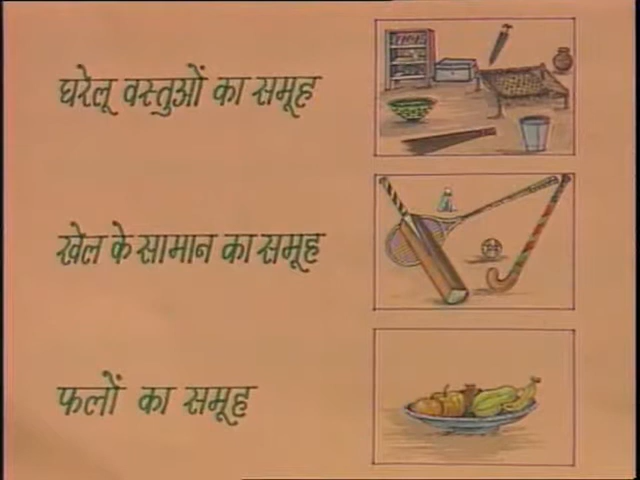 घरेलू वस्तुओं का समूह
खेल के सामान का समूह
फलों का समूह